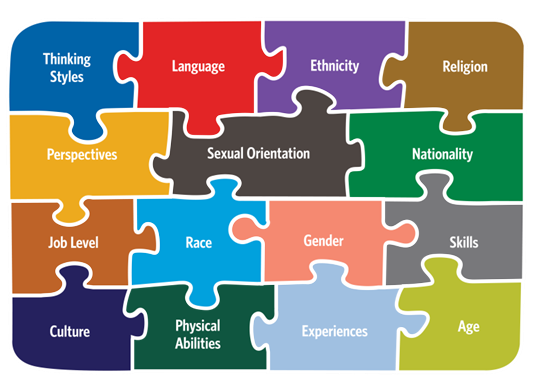 Thinking
Styles
Language
Ethnicity
Religion
Perspectives
Sexual Orientation
Nationality
Job Level
Race
Gender
Skills
Culture
Physical
Abilities
Experiences
Age